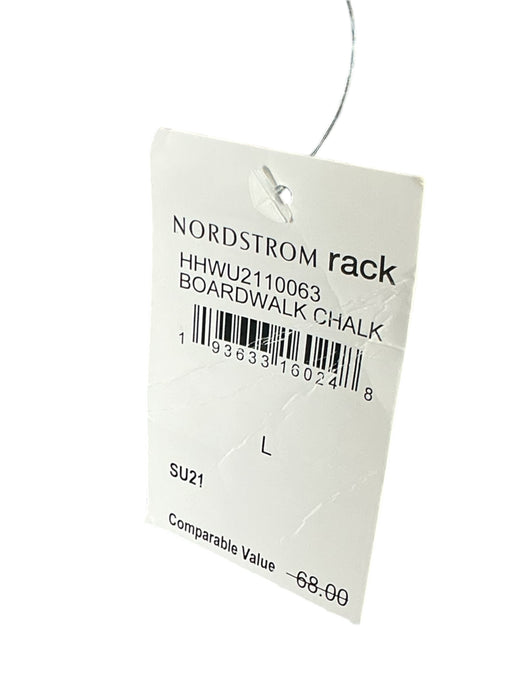 NORDSTROM rack
HHWU2110063
BOARDWALK CHALK
1 93633 16024 8
L
SU21
Comparable Value 68.00